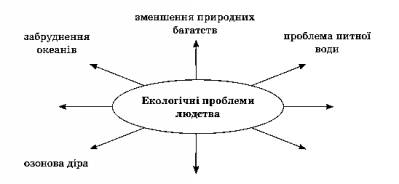 зменшення природних
багатств
забруднення
океанів
проблема питної
води
Екологічні проблеми
людства
озонова діра